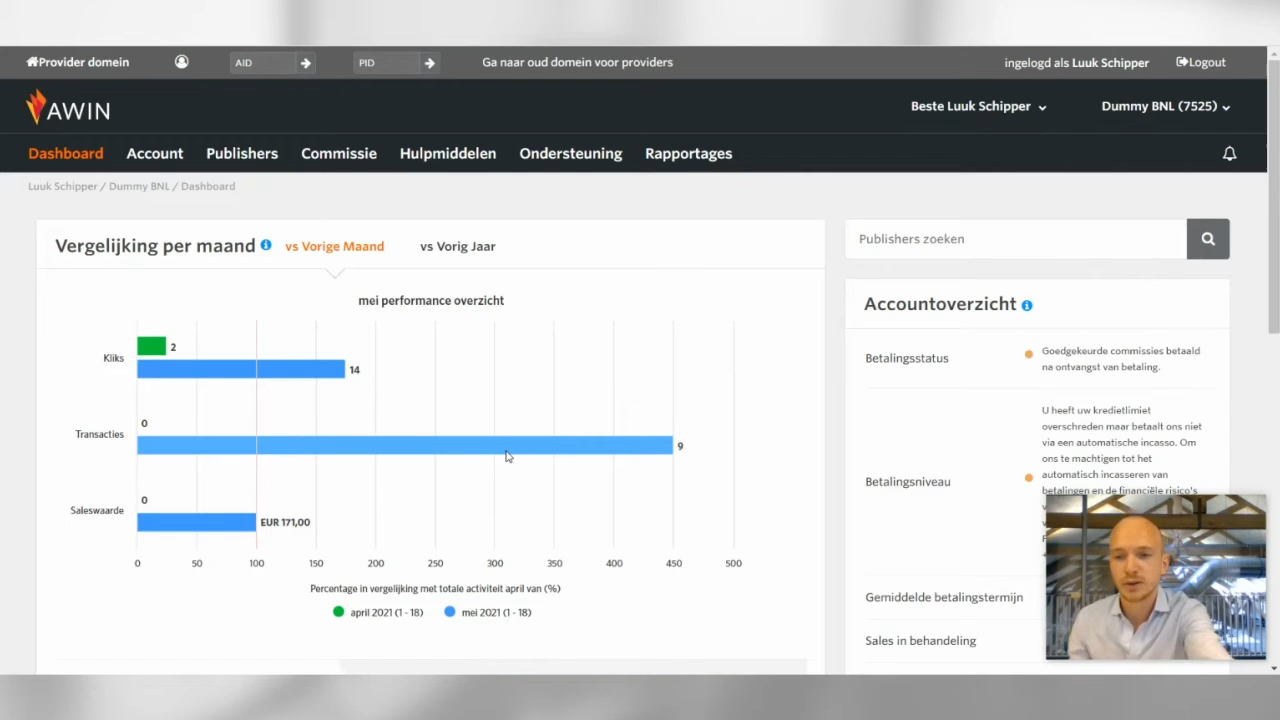 Provider domein
AID
PID
Ga naar oud domein voor providers
ingelogd als Luuk Schipper
Logout
AWIN
Beste Luuk Schipper
Dummy BNL (7525)
Dashboard
Account
Publishers
Commissie
Hulpmiddelen
Ondersteuning
Rapportages
Luuk Schipper / Dummy BNL / Dashboard
Vergelijking per maand
vs Vorige Maand
vs Vorig Jaar
mei performance overzicht
Kliks
2
14
Transacties
0
9
Saleswaarde
0
EUR 171,00
0 50 100 150 200 250 300 350 400 450 500
Percentage in vergelijking met totale activiteit april van (%)
april 2021 (1 - 18)
mei 2021 (1 - 18)
Publishers zoeken
Accountoverzicht
Betalingsstatus
Goedgekeurde commissies betaald
na ontvangst van betaling.
Betalingsniveau
U heeft uw kredietlimiet
overschreden maar betaalt ons niet
via een automatische incasso. Om
ons te machtigen tot het
automatisch incasseren van
betalingen en de financiële risico's
Gemiddelde betalingstermijn
Sales in behandeling